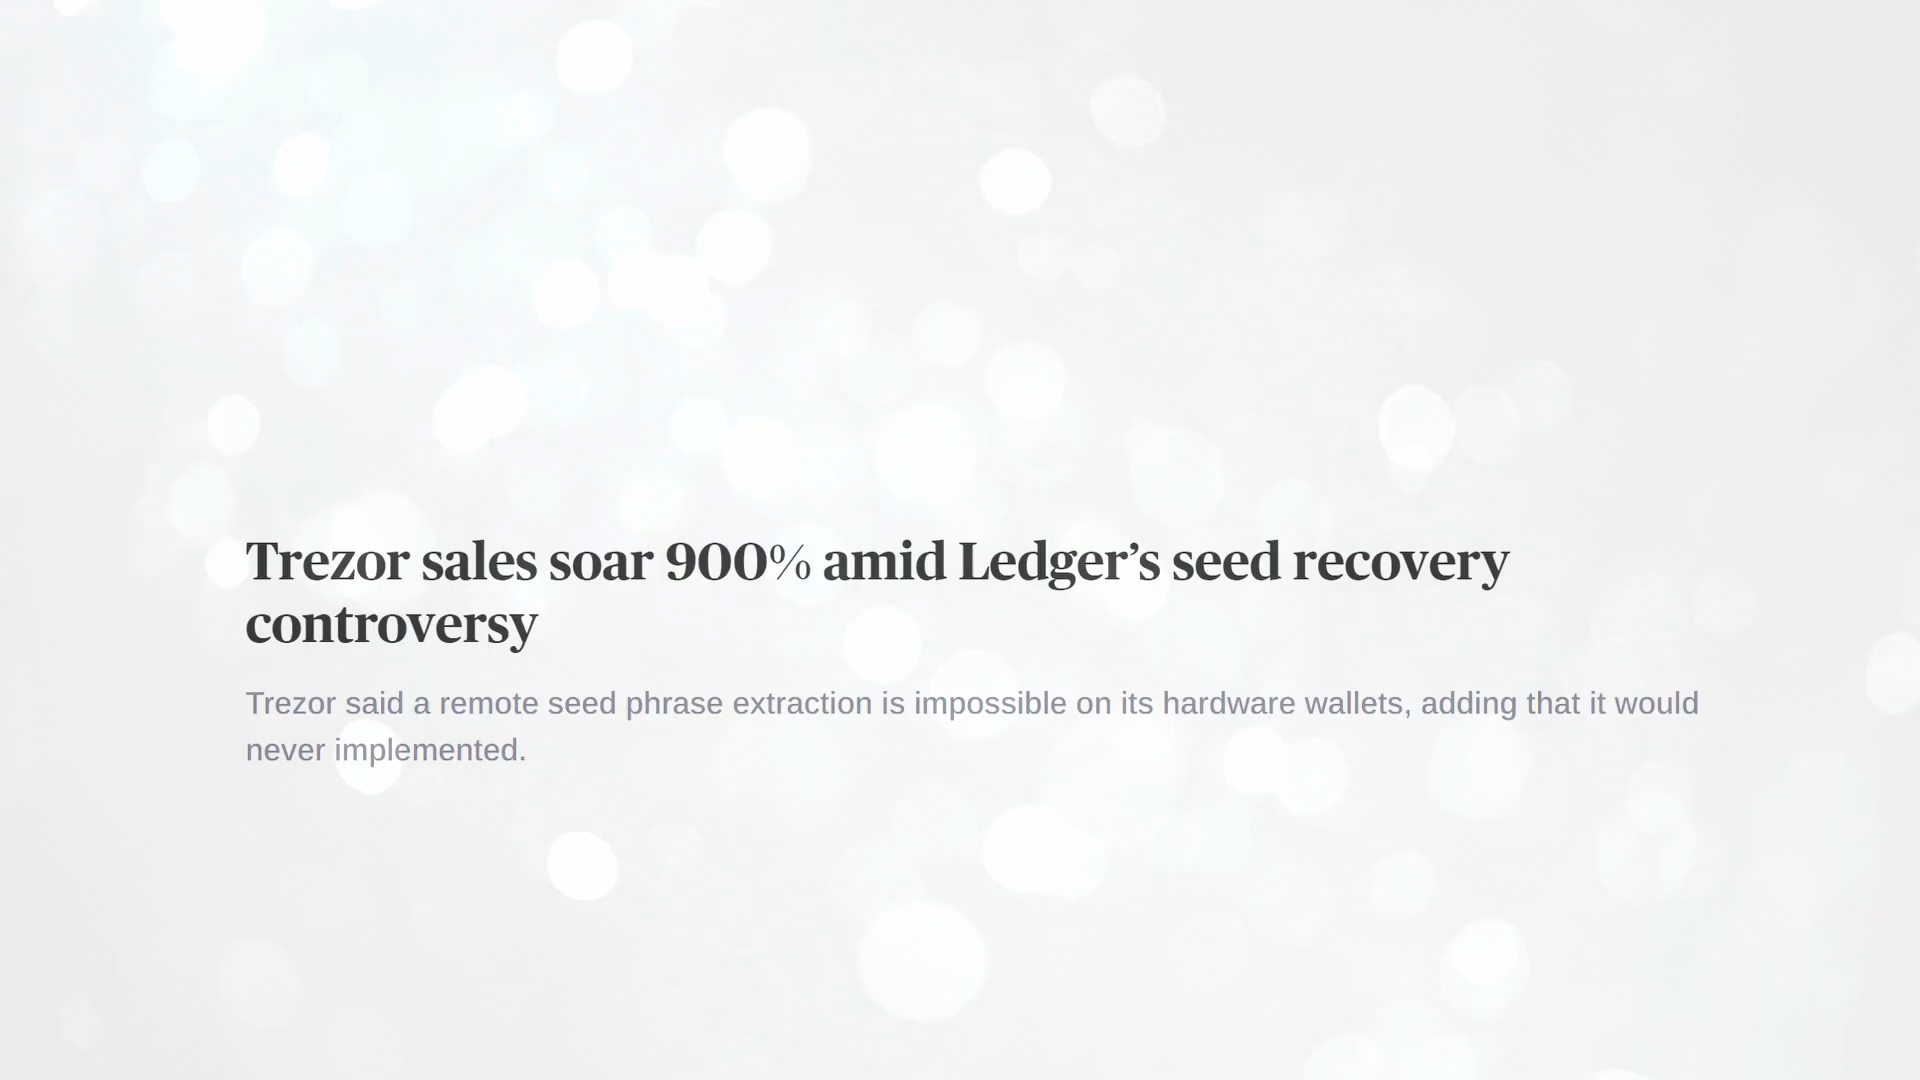 Trezor sales soar 900% amid Ledger’s seed recovery
controversy
Trezor said a remote seed phrase extraction is impossible on its hardware wallets, adding that it would
never implemented.